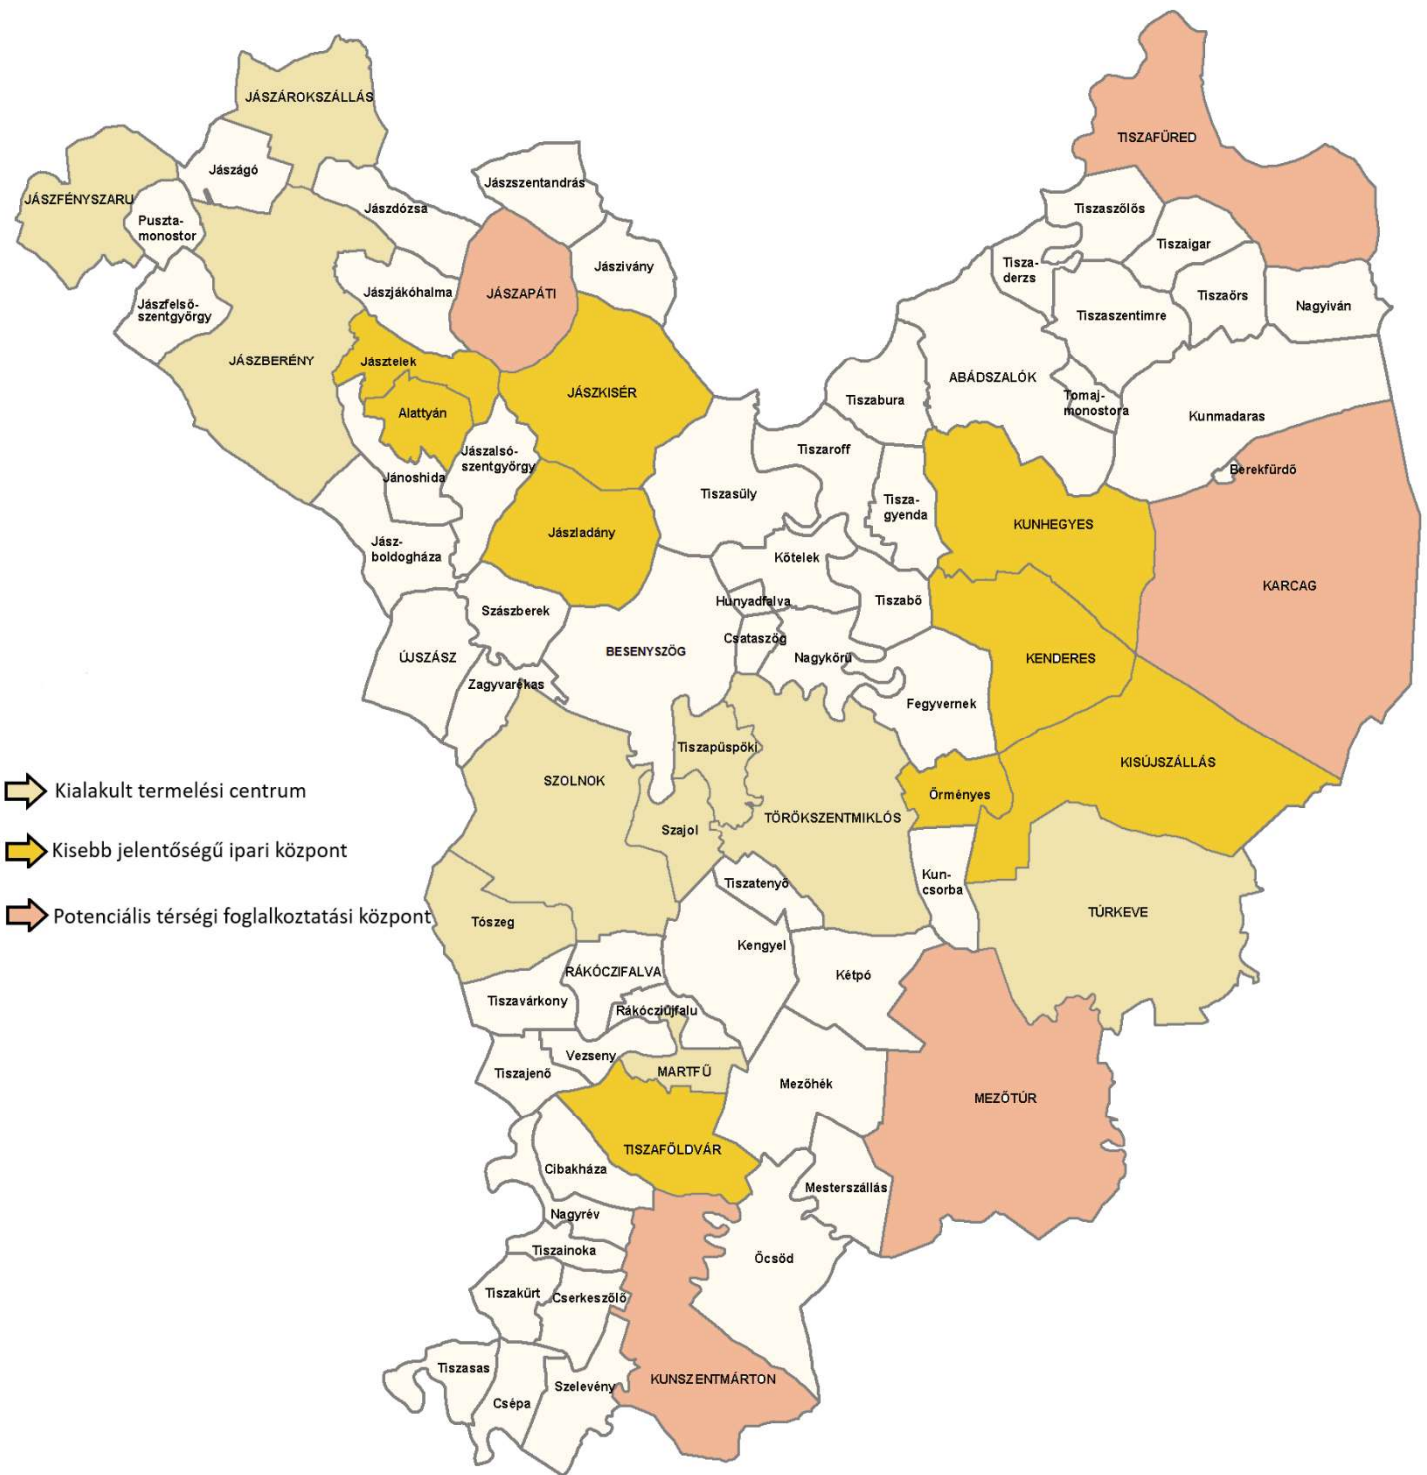 JÁSZÁROKSZÁLLÁS
TISZAFÜRED
Jászágó
Jászszentandrás
JÁSZFÉNYSZARU
Jászdózsa
Tiszaszőlős
Puszta-
monostor
Tiszaigar
Tisza-
derzs
Jászivány
JÁSZAPÁTI
Jászjákóhalma
Tiszaörs
Nagyiván
Jászfelső-
szentgyörgy
Tiszaszentimre
JÁSZBERÉNY
Jásztelek
ABÁDSZALÓK
JÁSZKISÉR
Tiszabura
Tomaj-
monostora
Alattyán
Kunmadaras
Jászalsó-
szentgyörgy
Tiszaroff
Berekfürdő
Jánoshida
Tiszasüly
Tisza-
gyenda
KUNHEGYES
Jászladány
Jász-
boldogháza
Kőtelek
KARCAG
Hunyadfalva
Tiszabő
Szászberek
Csataszög
BESENYSZÖG
Nagykörű
KENDERES
ÚJSZÁSZ
Zagyvarékas
Fegyvernek
Tiszapüspöki
KISÚJSZÁLLÁS
SZOLNOK
Kialakult termelési centrum
Örményes
TÖRÖKSZENTMIKLÓS
Szajol
Kisebb jelentőségű ipari központ
Kun-
csorba
Tiszatenyő
TÚRKEVE
Potenciális térségi foglalkoztatási központ
Tószeg
Kengyel
RÁKÓCZIFALVA
Kétpó
Tiszavárkony
Rákócziújfalu
Vezseny
MARTFŰ
Tiszajenő
Mezőhék
MEZŐTÚR
TISZAFÖLDVÁR
Cibakháza
Mesterszállás
Nagyrév
Tiszainoka
Öcsöd
Tiszakürt
Cserkeszőlő
Tiszasas
KUNSZENTMÁRTON
Szelevény
Csépa